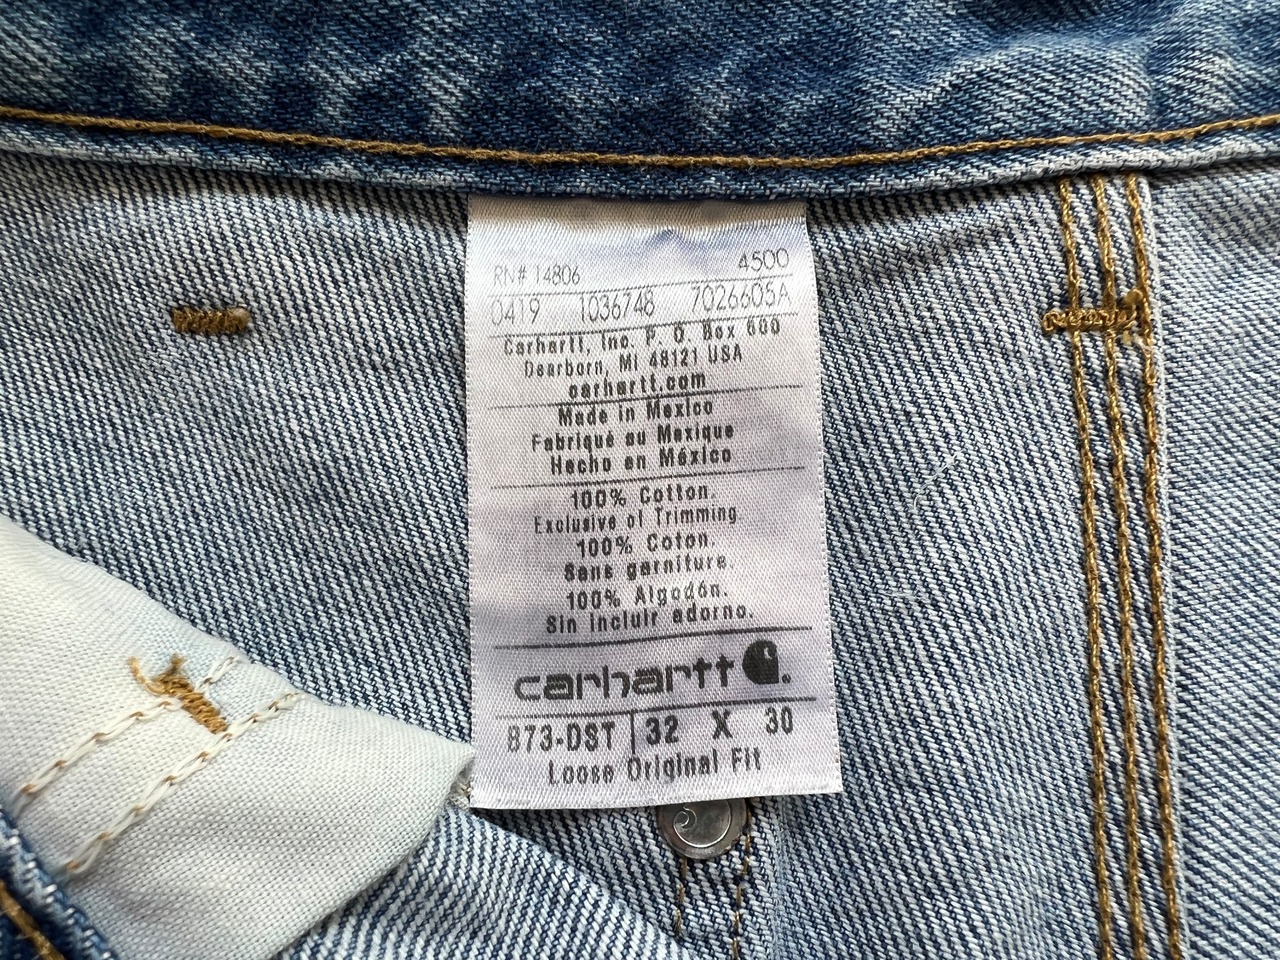 RN# 14806 4500
0419 1036748 7026605A
Carhartt, Inc. P. O. Box 600
Dearborn, MI 48121 USA
carhartt.com
Made in Mexico
Fabriqué au Mexique
Hecho en México
100% Cotton.
Exclusive of Trimming
100% Coton.
Sans garniture.
100% Algodón.
Sin incluir adorno.
carhartt.
873-DST | 32 X 30
Loose Original Fit